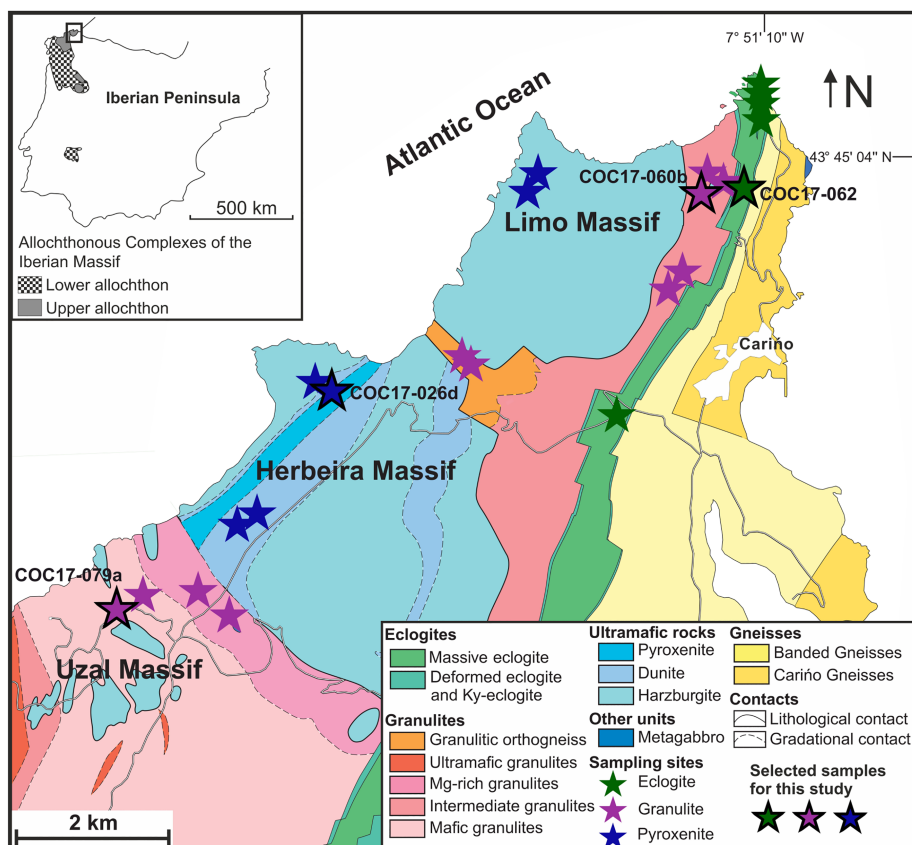 7° 51' 10'' W
Iberian Peninsula
500 km
Allochthonous Complexes of the
Iberian Massif
Lower allochthon
Upper allochthon
Atlantic Ocean
N
43° 45' 04'' N
COC17-060b
COC17-062
Limo Massif
Cariño
COC17-026d
Herbeira Massif
COC17-079a
Uzal Massif
2 km
Eclogites
Massive eclogite
Deformed eclogite
and Ky-eclogite
Granulites
Granulitic orthogneiss
Ultramafic granulites
Mg-rich granulites
Intermediate granulites
Mafic granulites
Ultramafic rocks
Pyroxenite
Dunite
Harzburgite
Other units
Metagabbro
Sampling sites
Eclogite
Granulite
Pyroxenite
Gneisses
Banded Gneisses
Cariño Gneisses
Contacts
Lithological contact
Gradational contact
Selected samples
for this study